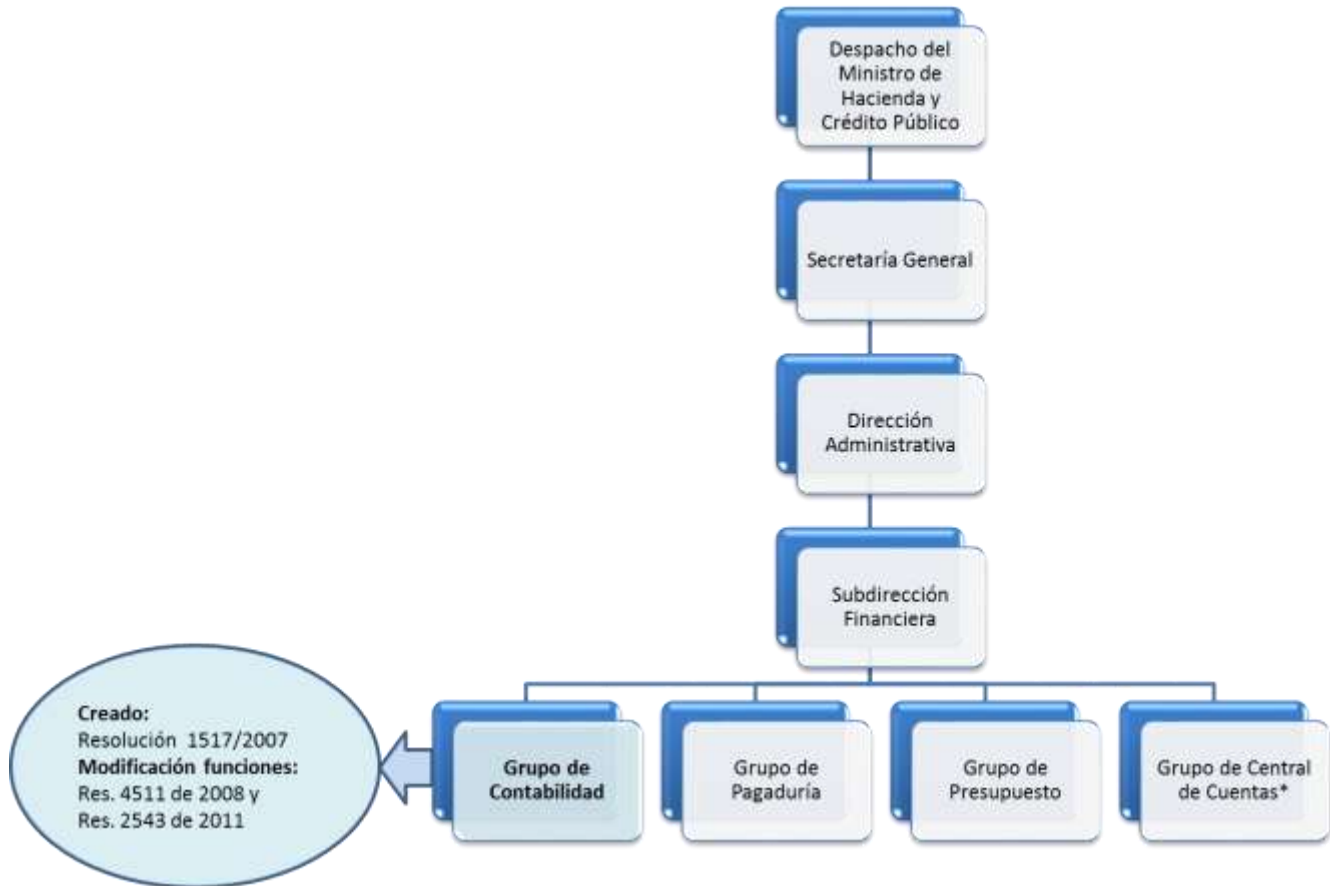 Despacho del
Ministro de
Hacienda y
Crédito Público
Secretaría General
Dirección
Administrativa
Subdirección
Financiera
Creado:
Resolución 1517/2007
Modificación funciones:
Res. 4511 de 2008 y
Res. 2543 de 2011
Grupo de
Contabilidad
Grupo de
Pagaduría
Grupo de
Presupuesto
Grupo de Central
de Cuentas*